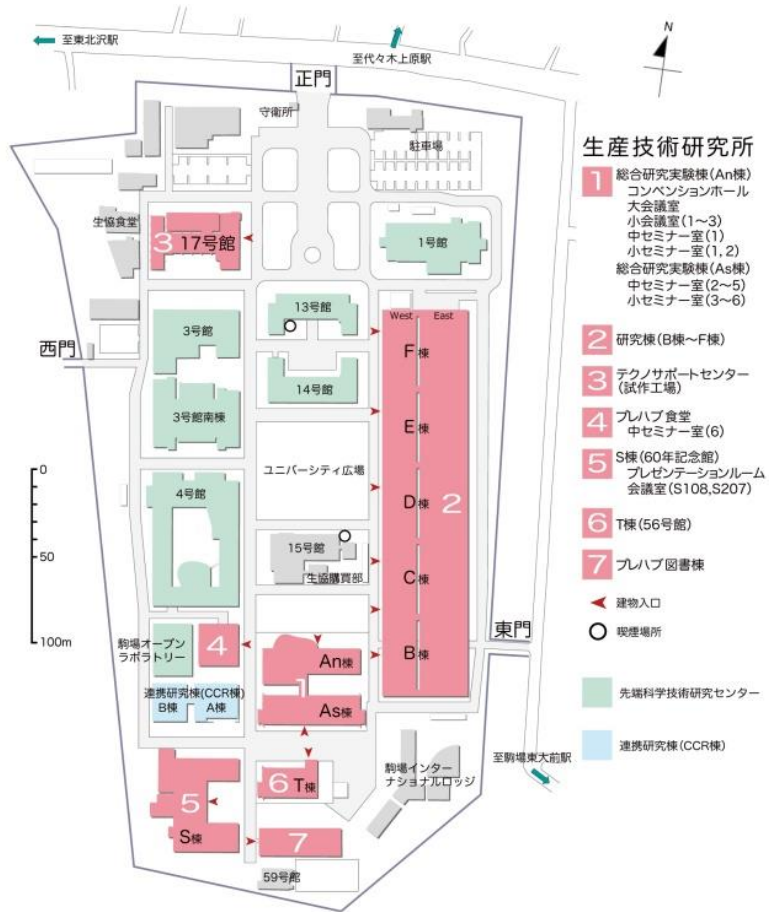 至東北沢駅
至代々木上原駅
N
正門
守衛所
駐車場
生協食堂
3 17号館
1号館
13号館
3号館
西門
14号館
3号館南棟
ユニバーシティ広場
4号館
15号館
生協購買部
West East
F棟
E棟
D棟
2
C棟
B棟
東門
0
50
100m
駒場オープン
ラボラトリー
4
An棟
1
As棟
連携研究棟(CCR棟)
B棟 A棟
駒場インター
ナショナルロッジ
至駒場東大前駅
6 T棟
5
S棟
7
59号館
生産技術研究所
1 総合研究実験棟(An棟)
コンベンションホール
大会議室
小会議室(1〜3)
中セミナー室(1)
小セミナー室(1, 2)
総合研究実験棟(As棟)
中セミナー室(2〜5)
小セミナー室(3〜6)
2 研究棟(B棟〜F棟)
3 テクノサポートセンター
(試作工場)
4 プレハブ食堂
中セミナー室(6)
5 S棟(60年記念館)
プレゼンテーションルーム
会議室(S108,S207)
6 T棟(56号館)
7 プレハブ図書棟
建物入口
喫煙場所
先端科学技術研究センター
連携研究棟(CCR棟)